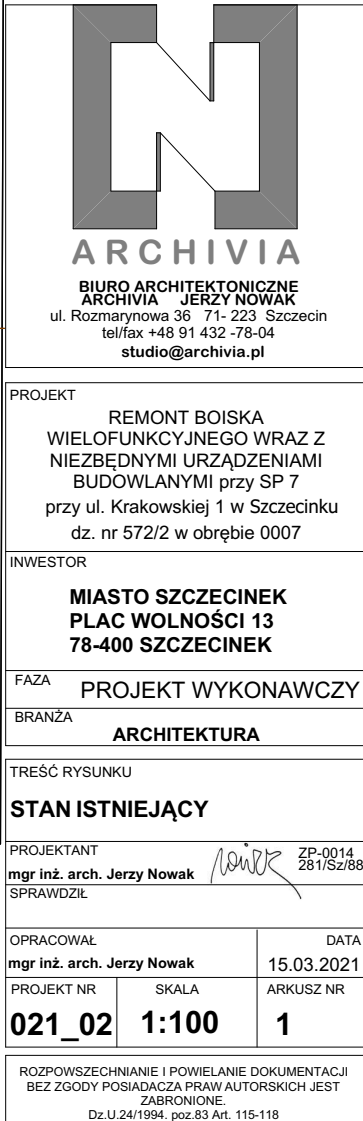 ARCHIVIA
BIURO ARCHITEKTONICZNE
ARCHIVIA JERZY NOWAK
ul. Rozmarynowa 36 71- 223 Szczecin
tel/fax +48 91 432 -78-04
studio@archivia.pl
PROJEKT
REMONT BOISKA
WIELOFUNKCYJNEGO WRAZ Z
NIEZBĘDNYMI URZĄDZENIAMI
BUDOWLANYMI przy SP 7
przy ul. Krakowskiej 1 w Szczecinku
dz. nr 572/2 w obrębie 0007
INWESTOR
MIASTO SZCZECINEK
PLAC WOLNOŚCI 13
78-400 SZCZECINEK
FAZA PROJEKT WYKONAWCZY
BRANŻA
ARCHITEKTURA
TREŚĆ RYSUNKU
STAN ISTNIEJĄCY
PROJEKTANT
mgr inż. arch. Jerzy Nowak
ZP-0014
281/Sz/88
SPRAWDZIŁ
OPRACOWAŁ
mgr inż. arch. Jerzy Nowak
DATA
15.03.2021
PROJEKT NR
021_02
SKALA
1:100
ARKUSZ NR
1
ROZPOWSZECHNIANIE I POWIELANIE DOKUMENTACJI
BEZ ZGODY POSIADACZA PRAW AUTORSKICH JEST
ZABRONIONE.
Dz.U.24/1994. poz.83 Art. 115-118